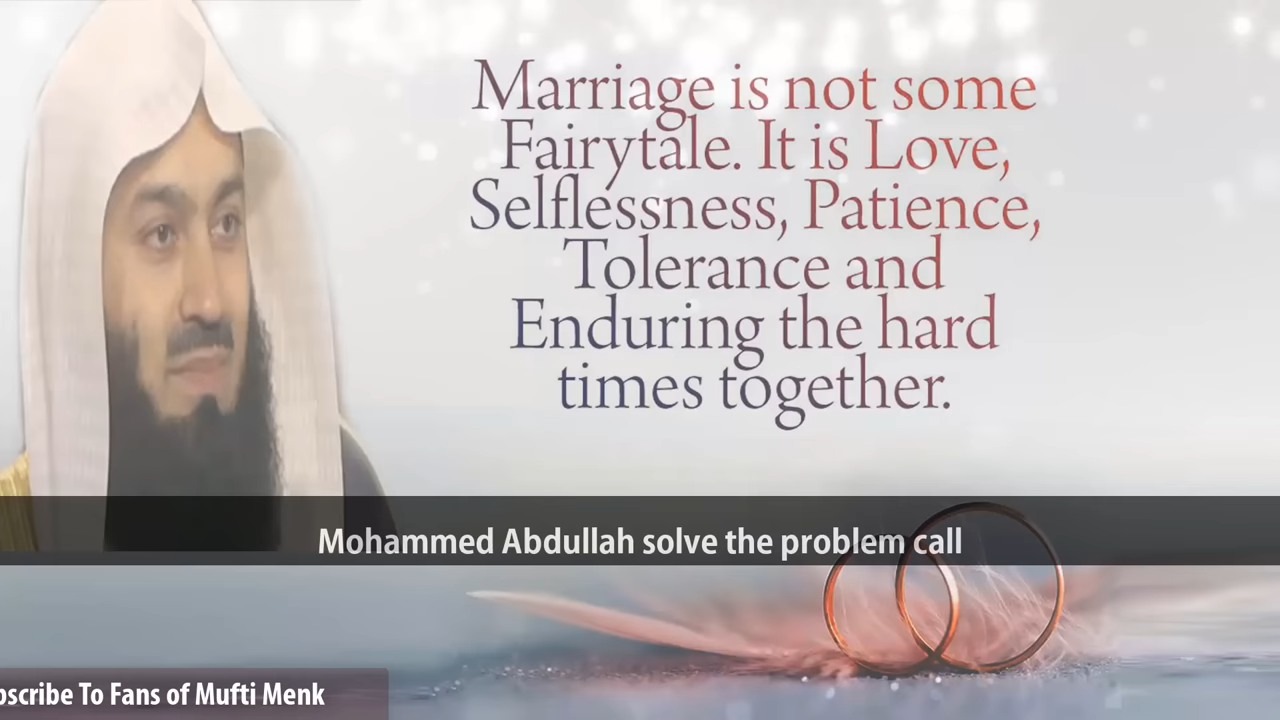 Marriage is not some
Fairytale. It is Love,
Selflessness, Patience,
Tolerance and
Enduring the hard
times together.
Mohammed Abdullah solve the problem call
bscribe To Fans of Mufti Menk